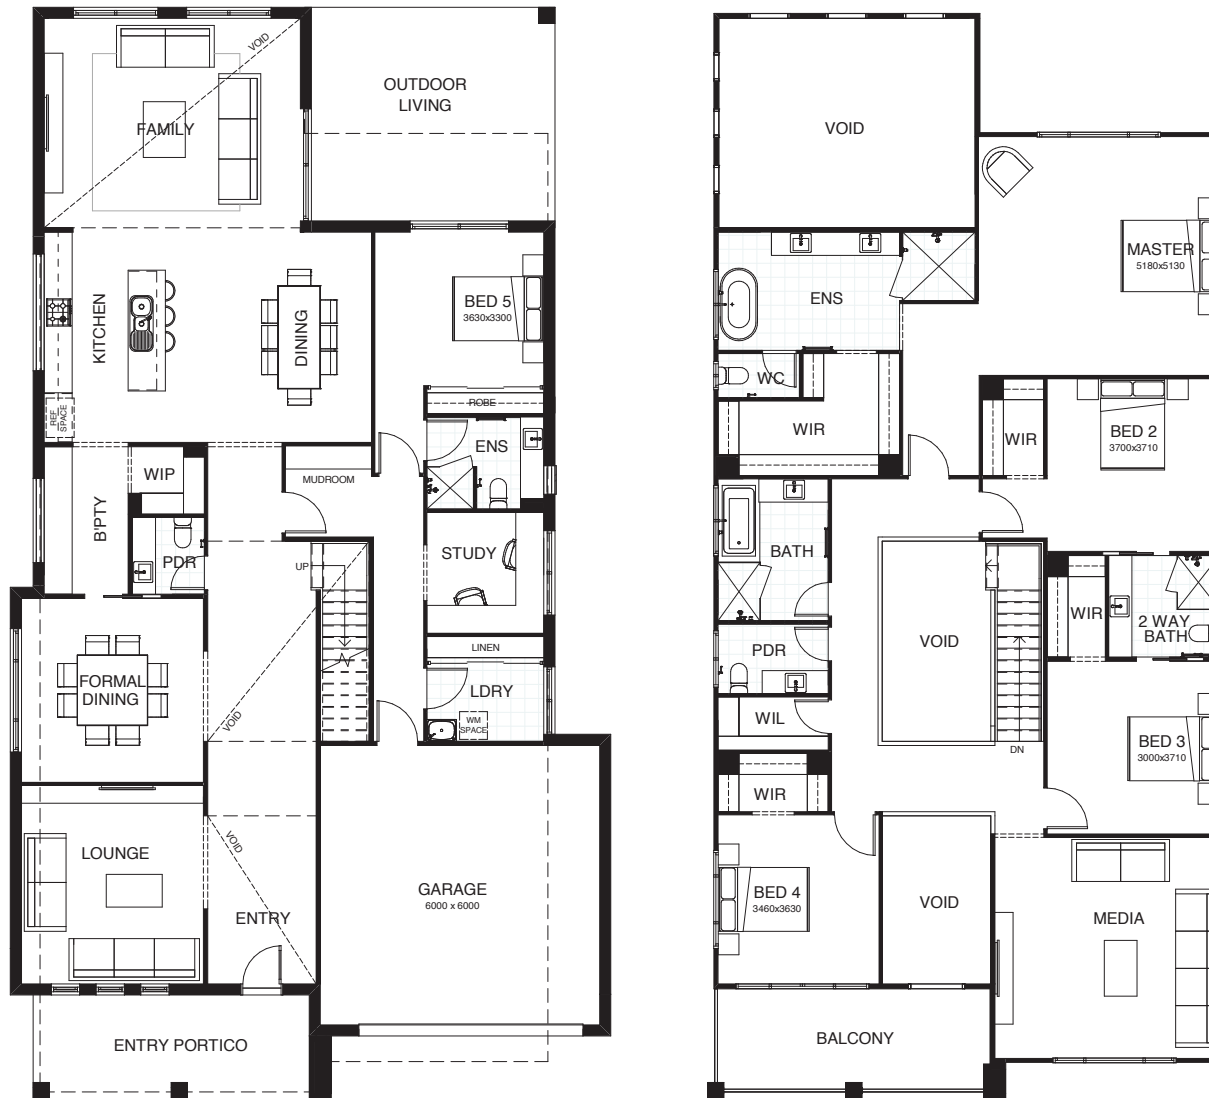 VOID
OUTDOOR
LIVING
FAMILY
KITCHEN
DINING
BED 5
3630x3300
ROBE
REF
SPACE
ENS
WIP
MUDROOM
B'PTY
PDR
UP
STUDY
LINEN
FORMAL
DINING
LDRY
WM
SPACE
VOID
VOID
LOUNGE
ENTRY
GARAGE
6000 x 6000
ENTRY PORTICO
VOID
MASTER
5180x5130
ENS
WC
WIR
WIR
BED 2
3700x3710
BATH
WIR
2 WAY
BATH
VOID
PDR
WIL
DN
BED 3
3000x3710
WIR
BED 4
3460x3630
VOID
MEDIA
BALCONY